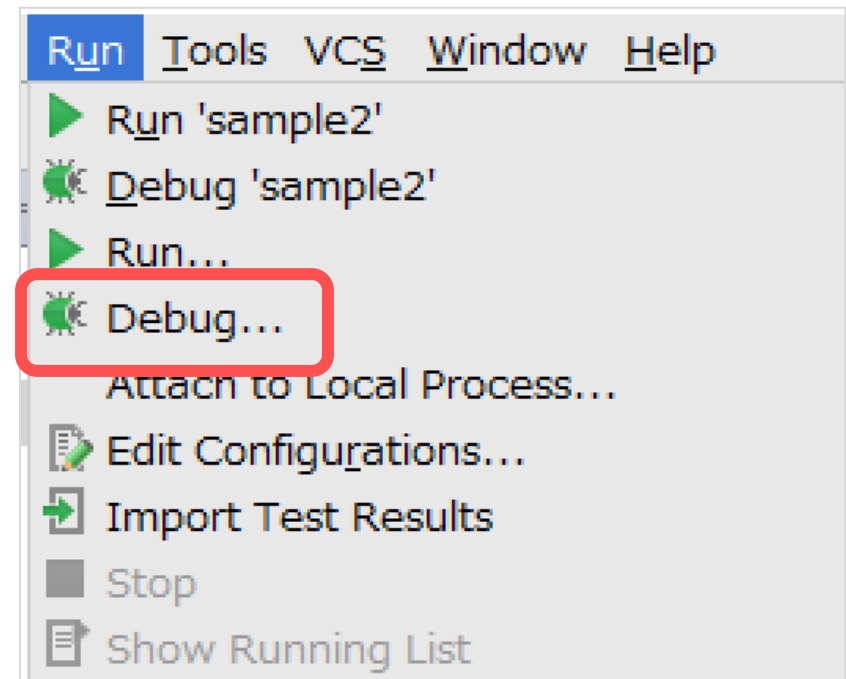 Run Tools VCS Window Help
Run 'sample2'
Debug 'sample2'
Run...
Debug...
Attach to Local Process...
Edit Configurations...
Import Test Results
Stop
Show Running List